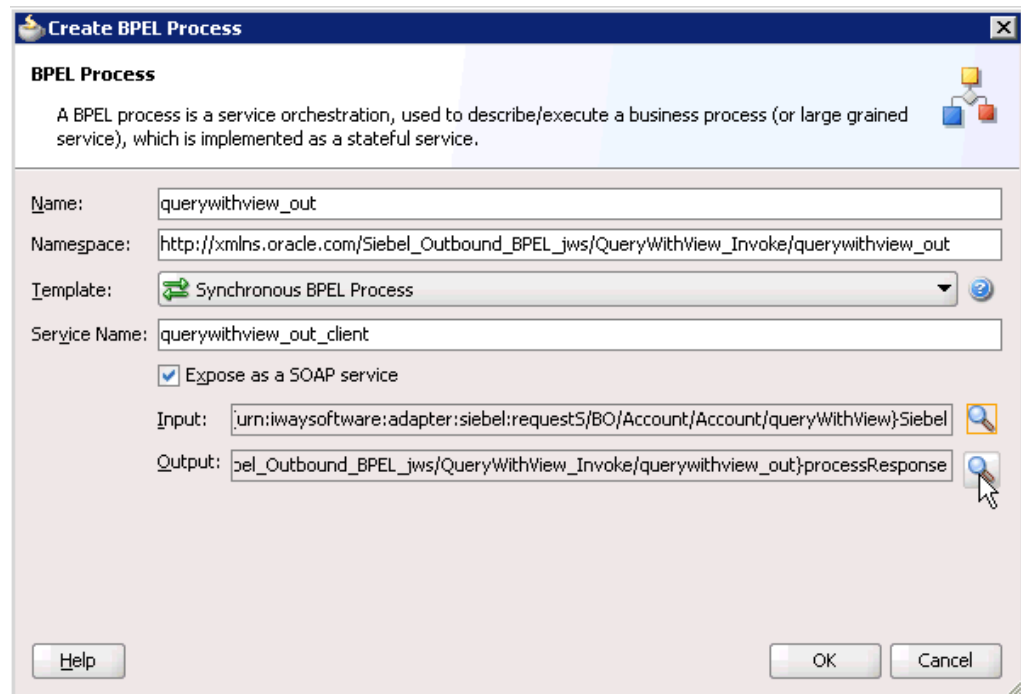 Create BPEL Process
BPEL Process
A BPEL process is a service orchestration, used to describe/execute a business process (or large grained
service), which is implemented as a stateful service.
Name: querywithview_out
Namespace: http://xmlns.oracle.com/Siebel_Outbound_BPEL_jws/QueryWithView_Invoke/querywithview_out
Template: Synchronous BPEL Process
Service Name: querywithview_out_client
Expose as a SOAP service
Input: urn:iwaysoftware:adapter:siebel:requestS/BO/Account/Account/queryWithView}Siebel
Output: bel_Outbound_BPEL_jws/QueryWithView_Invoke/querywithview_out}processResponse
Help OK Cancel